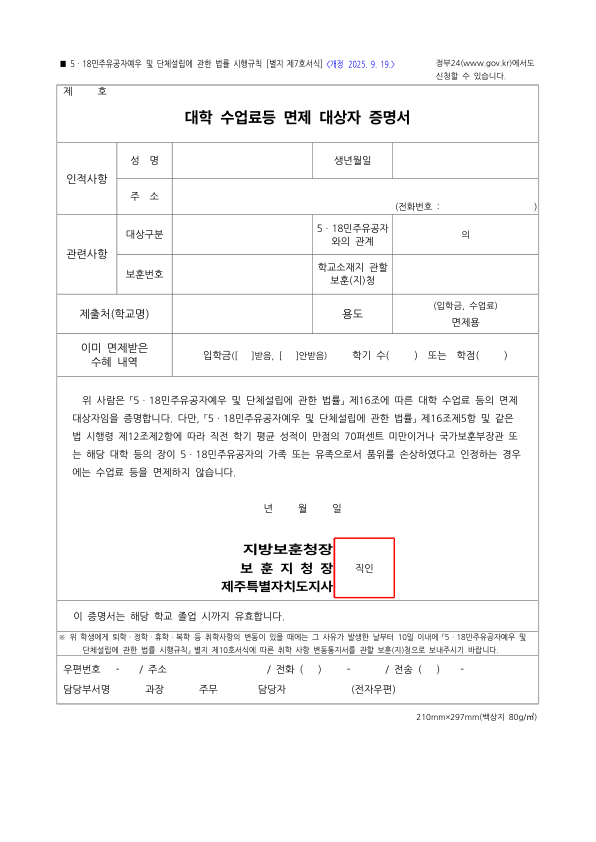 ■ 5ㆍ18민주유공자예우 및 단체설립에 관한 법률 시행규칙 [별지 제7호서식] <개정 2025. 9. 19.>
정부24(www.gov.kr)에서도
신청할 수 있습니다.
제 호
대학 수업료등 면제 대상자 증명서
인적사항
성 명
생년월일
주 소
(전화번호 : )
관련사항
대상구분
5ㆍ18민주유공자
와의 관계
의
보훈번호
학교소재지 관할
보훈(지)청
제출처(학교명)
용도
(입학금, 수업료)
면제용
이미 면제받은
수혜 내역
입학금([ ]받음, [ ]안받음) 학기 수( ) 또는 학점( )
위 사람은 「5ㆍ18민주유공자예우 및 단체설립에 관한 법률」 제16조에 따른 대학 수업료 등의 면제
대상자임을 증명합니다. 다만, 「5ㆍ18민주유공자예우 및 단체설립에 관한 법률」 제16조제5항 및 같은
법 시행령 제12조제2항에 따라 직전 학기 평균 성적이 만점의 70퍼센트 미만이거나 국가보훈부장관 또
는 해당 대학 등의 장이 5ㆍ18민주유공자의 가족 또는 유족으로서 품위를 손상하였다고 인정하는 경우
에는 수업료 등을 면제하지 않습니다.
년 월 일
지방보훈청장
보 훈 지 청 장
제주특별자치도지사
직인
이 증명서는 해당 학교 졸업 시까지 유효합니다.
※ 위 학생에게 퇴학ㆍ정학ㆍ휴학ㆍ복학 등 취학사항의 변동이 있을 때에는 그 사유가 발생한 날부터 10일 이내에 「5ㆍ18민주유공자예우 및
단체설립에 관한 법률 시행규칙」 별지 제10호서식에 따른 취학 사항 변동통지서를 관할 보훈(지)청으로 보내주시기 바랍니다.
우편번호 - / 주소 / 전화 ( ) - / 전송 ( ) -
담당부서명 과장 주무 담당자 (전자우편)
210mm×297mm(백상지 80g/㎡)